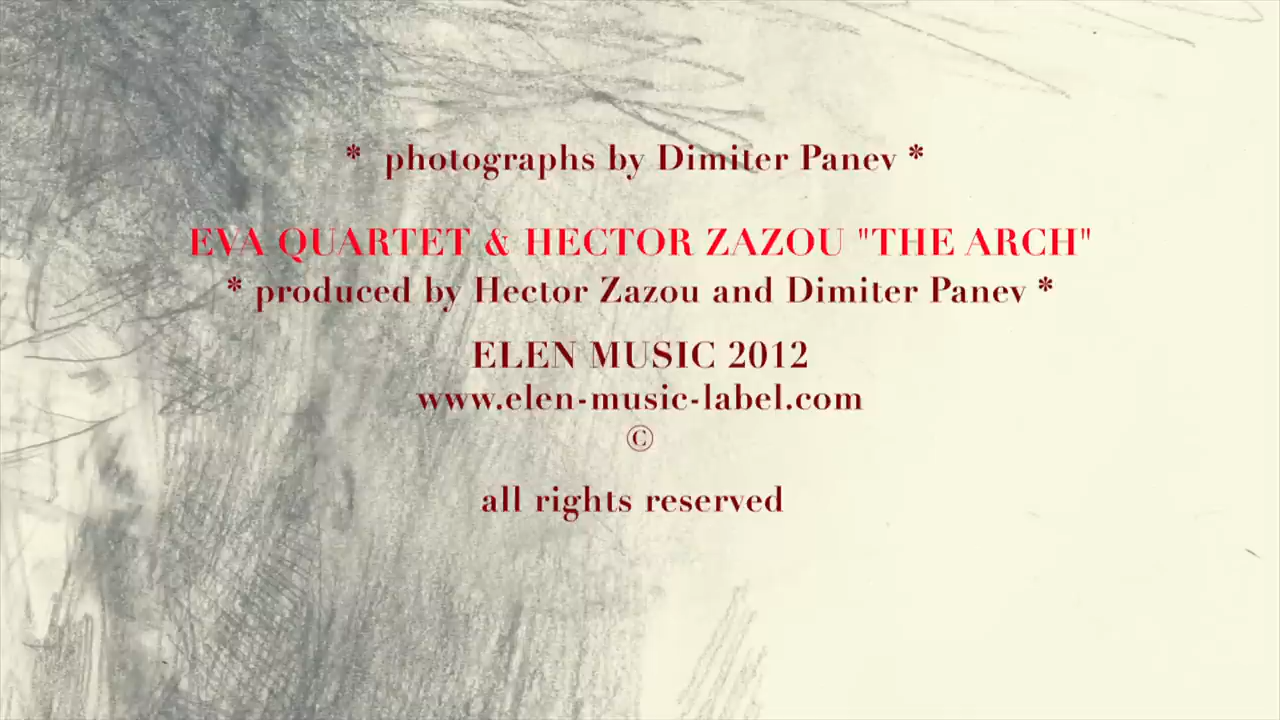 * photographs by Dimiter Panev *
EVA QUARTET & HECTOR ZAZOU "THE ARCH"
* produced by Hector Zazou and Dimiter Panev *
ELEN MUSIC 2012
www.elen-music-label.com
©
all rights reserved